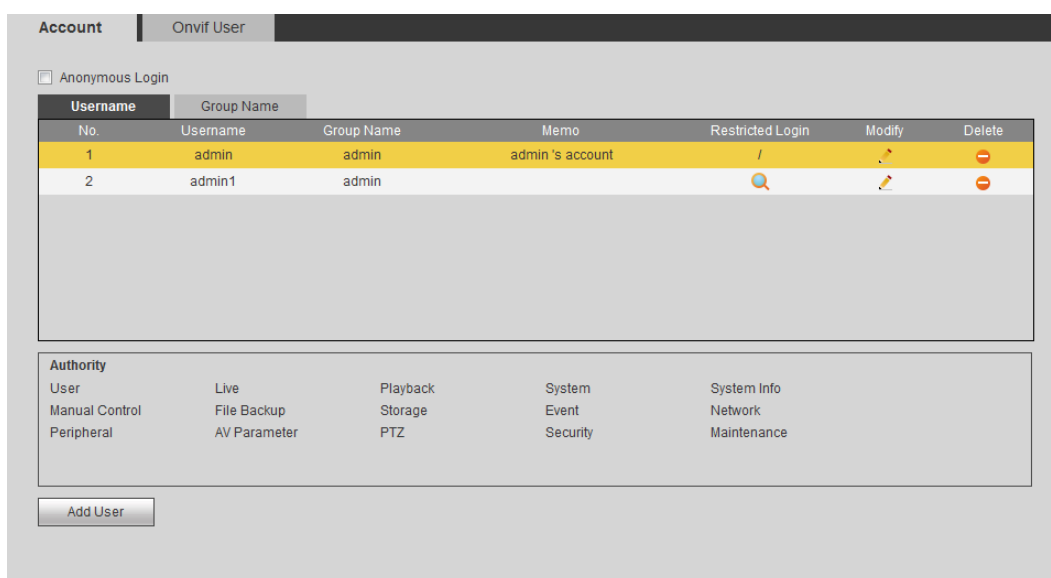 Account Onvif User
Anonymous Login
Username Group Name
No. Username Group Name Memo Restricted Login Modify Delete
1 admin admin admin 's account /
2 admin1 admin
Authority
User Live Playback System System Info
Manual Control File Backup Storage Event Network
Peripheral AV Parameter PTZ Security Maintenance
Add User